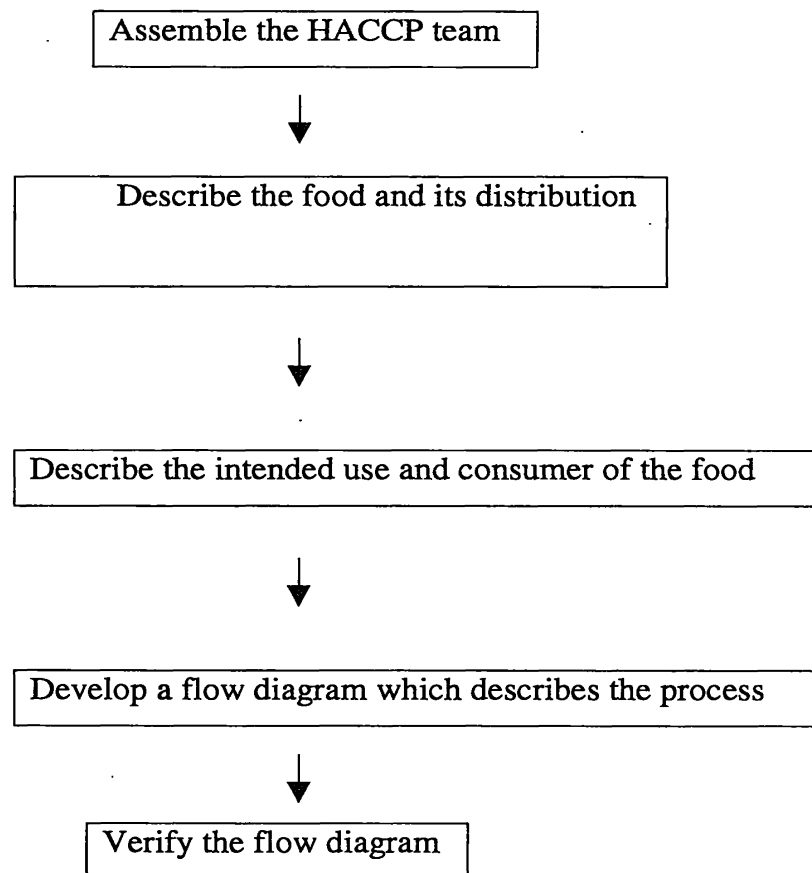 Assemble the HACCP team
Describe the food and its distribution
Describe the intended use and consumer of the food
Develop a flow diagram which describes the process
Verify the flow diagram